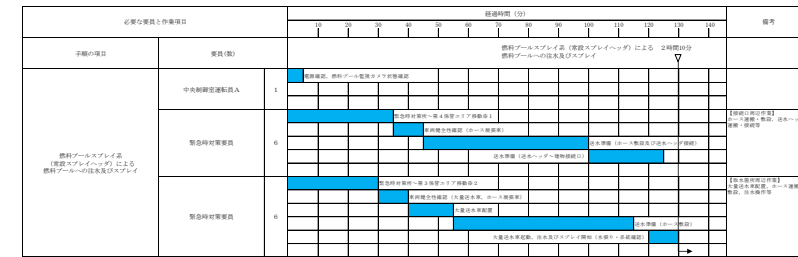 必要な要員と作業項目
経過時間（分）
備考
10 20 30 40 50 60 70 80 90 100 110 120 130 140
手順の項目
要員(数)
燃料プールスプレイ系（常設スプレイヘッダ）による　2時間10分
燃料プールへの注水及びスプレイ
燃料プールスプレイ系
（常設スプレイヘッダ）による
燃料プールへの注水及びスプレイ
中央制御室運転員A
1
電源確認，燃料プール監視カメラ状態確認
緊急時対策要員
6
緊急時対策所～第4保管エリア移動※1
車両健全性確認（ホース展張車）
送水準備（ホース敷設及び送水ヘッダ接続）
送水準備（送水ヘッダ～建物接続口）
【接続口周辺作業】
ホース運搬・敷設，送水ヘッ
運搬・接続等
緊急時対策要員
6
緊急時対策所～第3保管エリア移動※2
車両健全性確認（大量送水車，ホース展張車）
大量送水車配置
送水準備（ホース敷設）
大量送水車起動，注水及びスプレイ開始（水張り・系統確認）
【取水箇所周辺作業】
大量送水車配置，ホース運搬
敷設，注水操作等